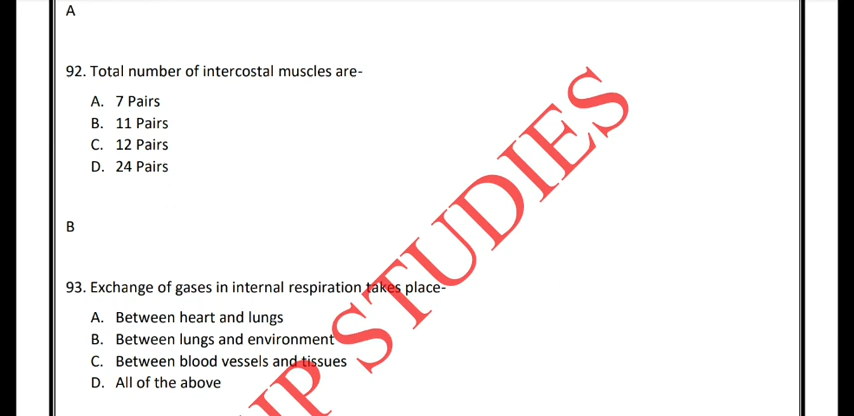 A
92. Total number of intercostal muscles are-
A. 7 Pairs
B. 11 Pairs
C. 12 Pairs
D. 24 Pairs
B
93. Exchange of gases in internal respiration takes place-
A. Between heart and lungs
B. Between lungs and environment
C. Between blood vessels and tissues
D. All of the above
STUDIES